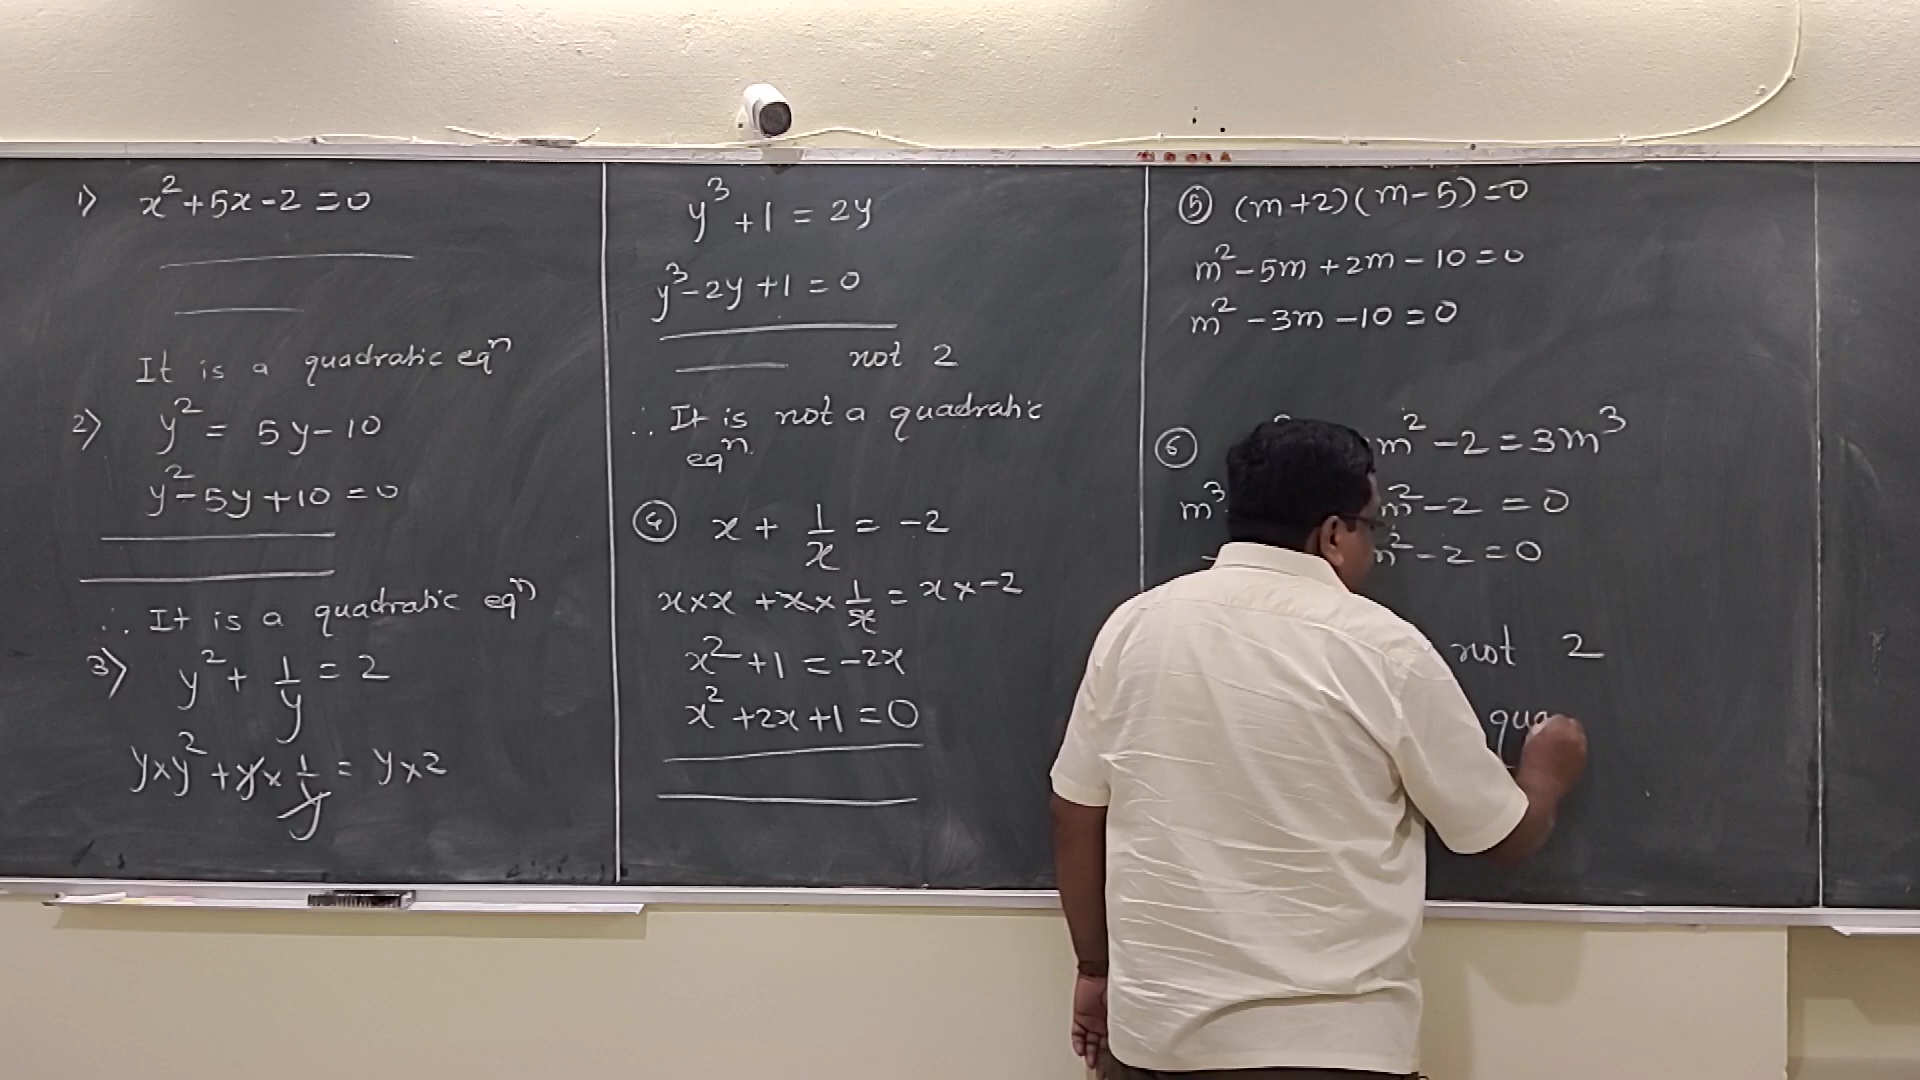 1) x²+5x-2=0
It is a quadratic eqⁿ
2) y² = 5y-10
y²-5y+10=0
∴ It is a quadratic eqⁿ
3) y² + 1/y = 2
y×y²+y×1/y = y×2
y³+1=2y
y³-2y+1=0
not 2
∴ It is not a quadratic
eqⁿ.
④ x + 1/x = -2
x×x +x×1/x = x×-2
x²+1=-2x
x²+2x+1=0
⑤ (m+2)(m-5)=0
m²-5m+2m-10=0
m²-3m-10=0
⑥ m²-2=3m³
m³- m²-2=0
m²-2=0
not 2
qua